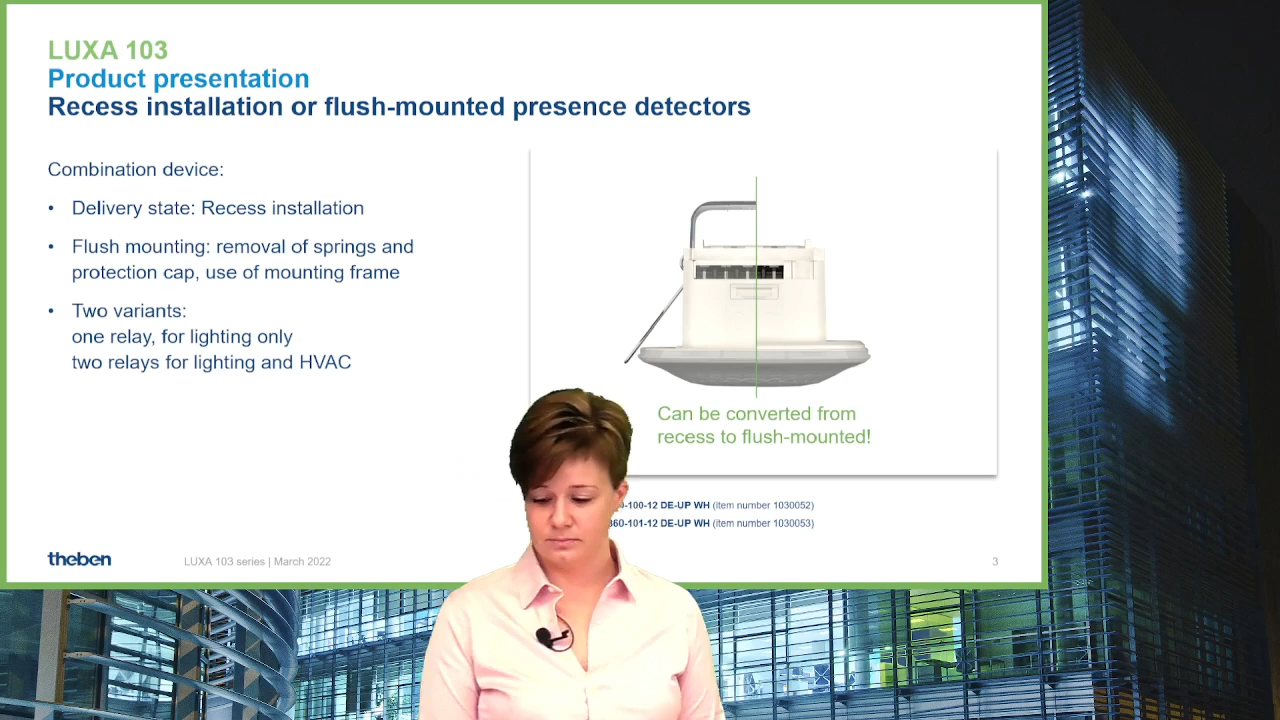 LUXA 103
Product presentation
Recess installation or flush-mounted presence detectors
Combination device:
• Delivery state: Recess installation
• Flush mounting: removal of springs and
protection cap, use of mounting frame
• Two variants:
one relay, for lighting only
two relays for lighting and HVAC
Can be converted from
recess to flush-mounted!
-100-12 DE-UP WH (item number 1030052)
360-101-12 DE-UP WH (item number 1030053)
theben
LUXA 103 series | March 2022
3